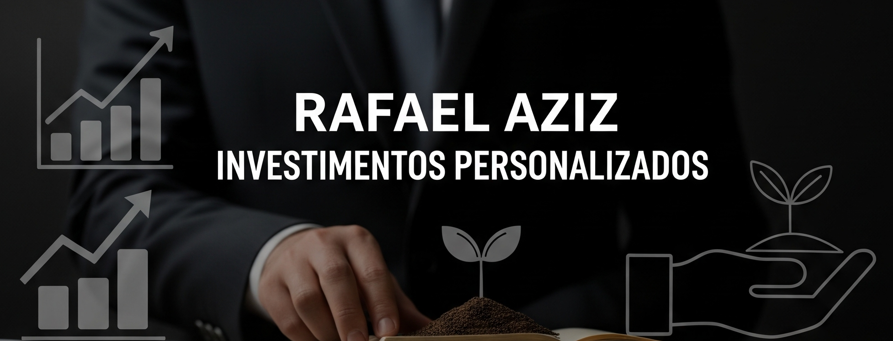 RAFAEL AZIZ
INVESTIMENTOS PERSONALIZADOS